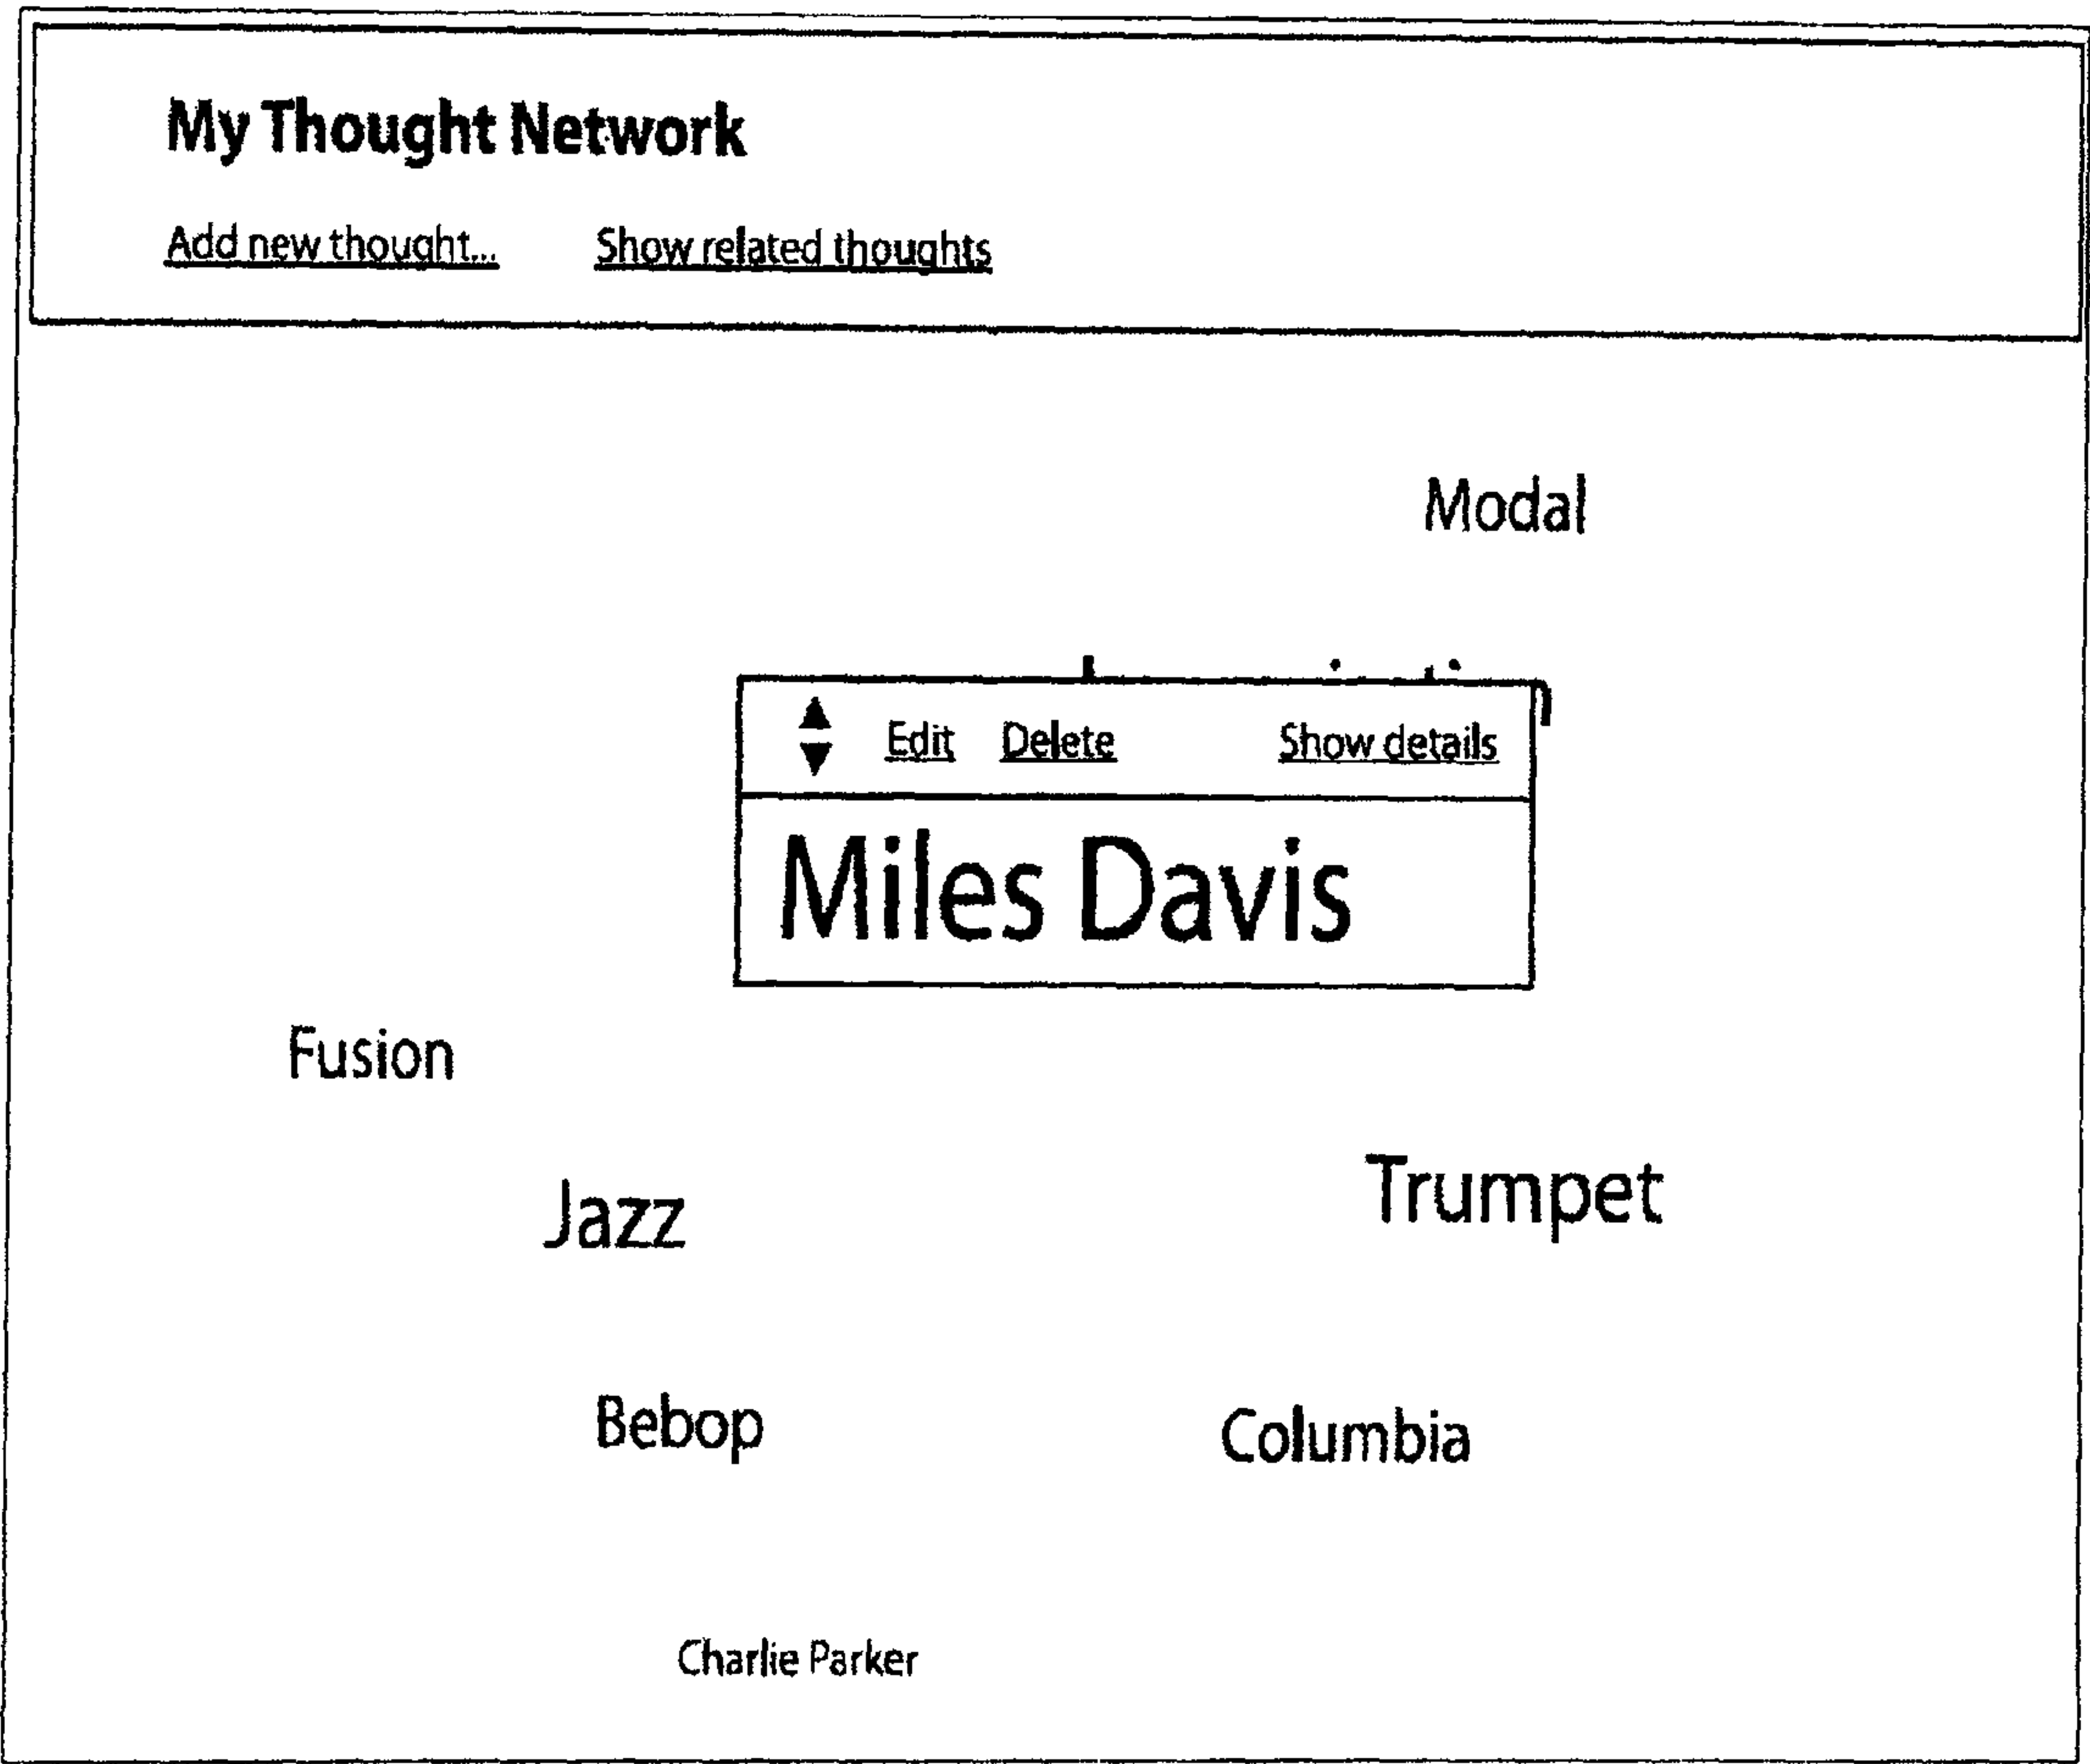 My Thought Network
Add new thought... Show related thoughts
Modal
Edit Delete Show details
Miles Davis
Fusion
Trumpet
Jazz
Bebop
Columbia
Charlie Parker